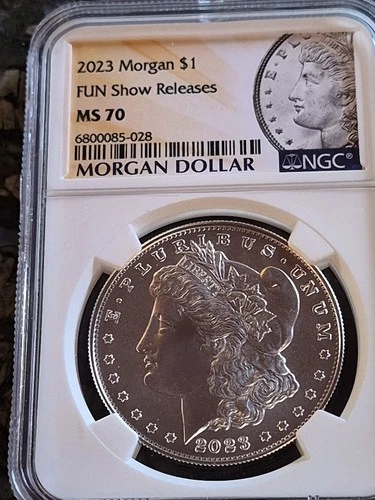 2023 Morgan $1
FUN Show Releases
MS 70
6800085-028
MORGAN DOLLAR
E · P L
NGC®
E · PLURIBUS · UNUM
LIBERTY
2023